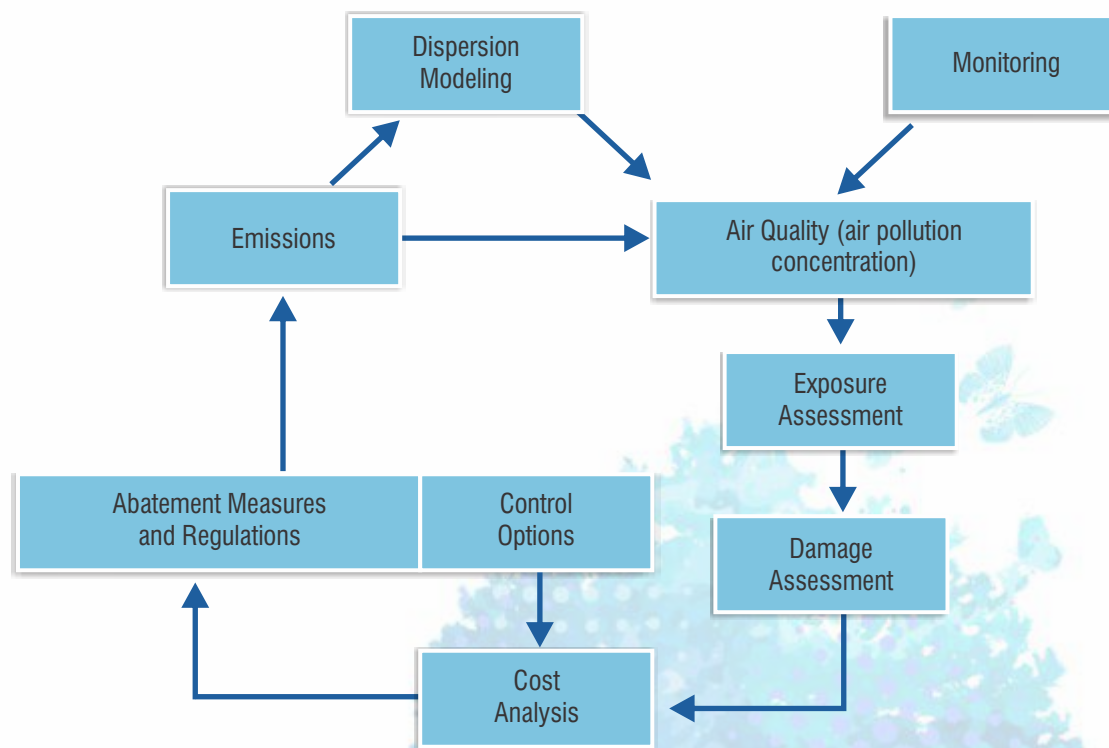 Dispersion
Modeling
Monitoring
Emissions
Air Quality (air pollution
concentration)
Exposure
Assessment
Abatement Measures
and Regulations
Control
Options
Damage
Assessment
Cost
Analysis